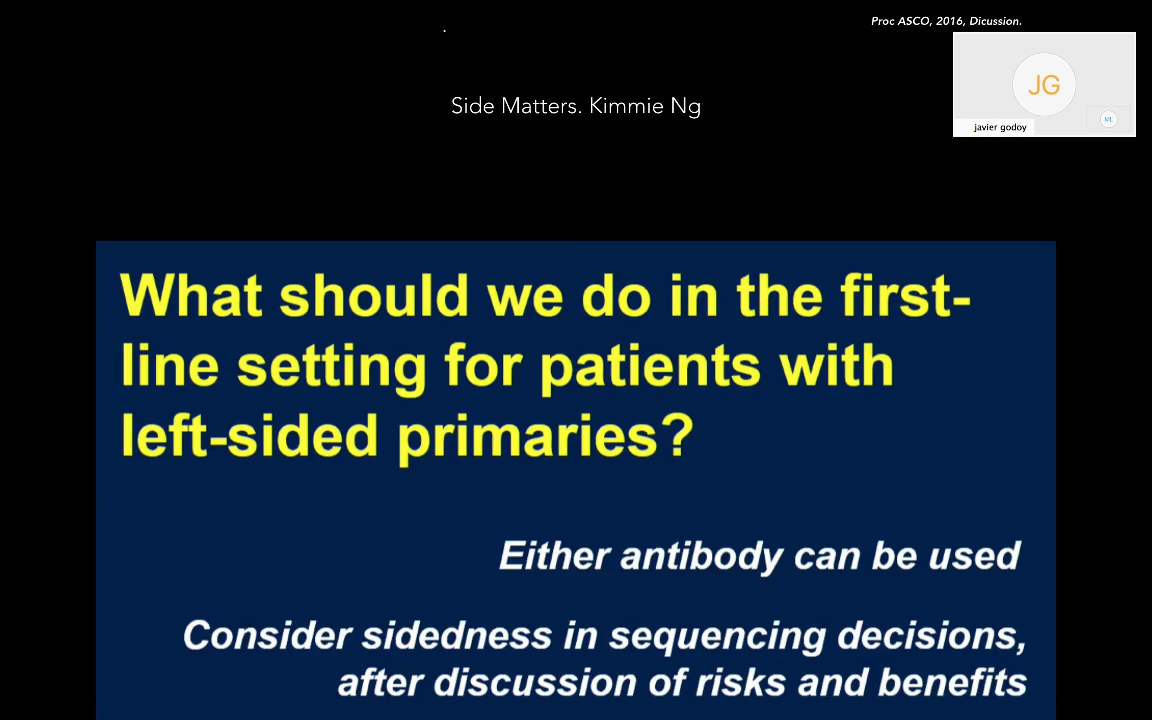 Proc ASCO, 2016, Dicussion.
JG
ML
javier godoy
Side Matters. Kimmie Ng
What should we do in the first-
line setting for patients with
left-sided primaries?
Either antibody can be used
Consider sidedness in sequencing decisions,
after discussion of risks and benefits